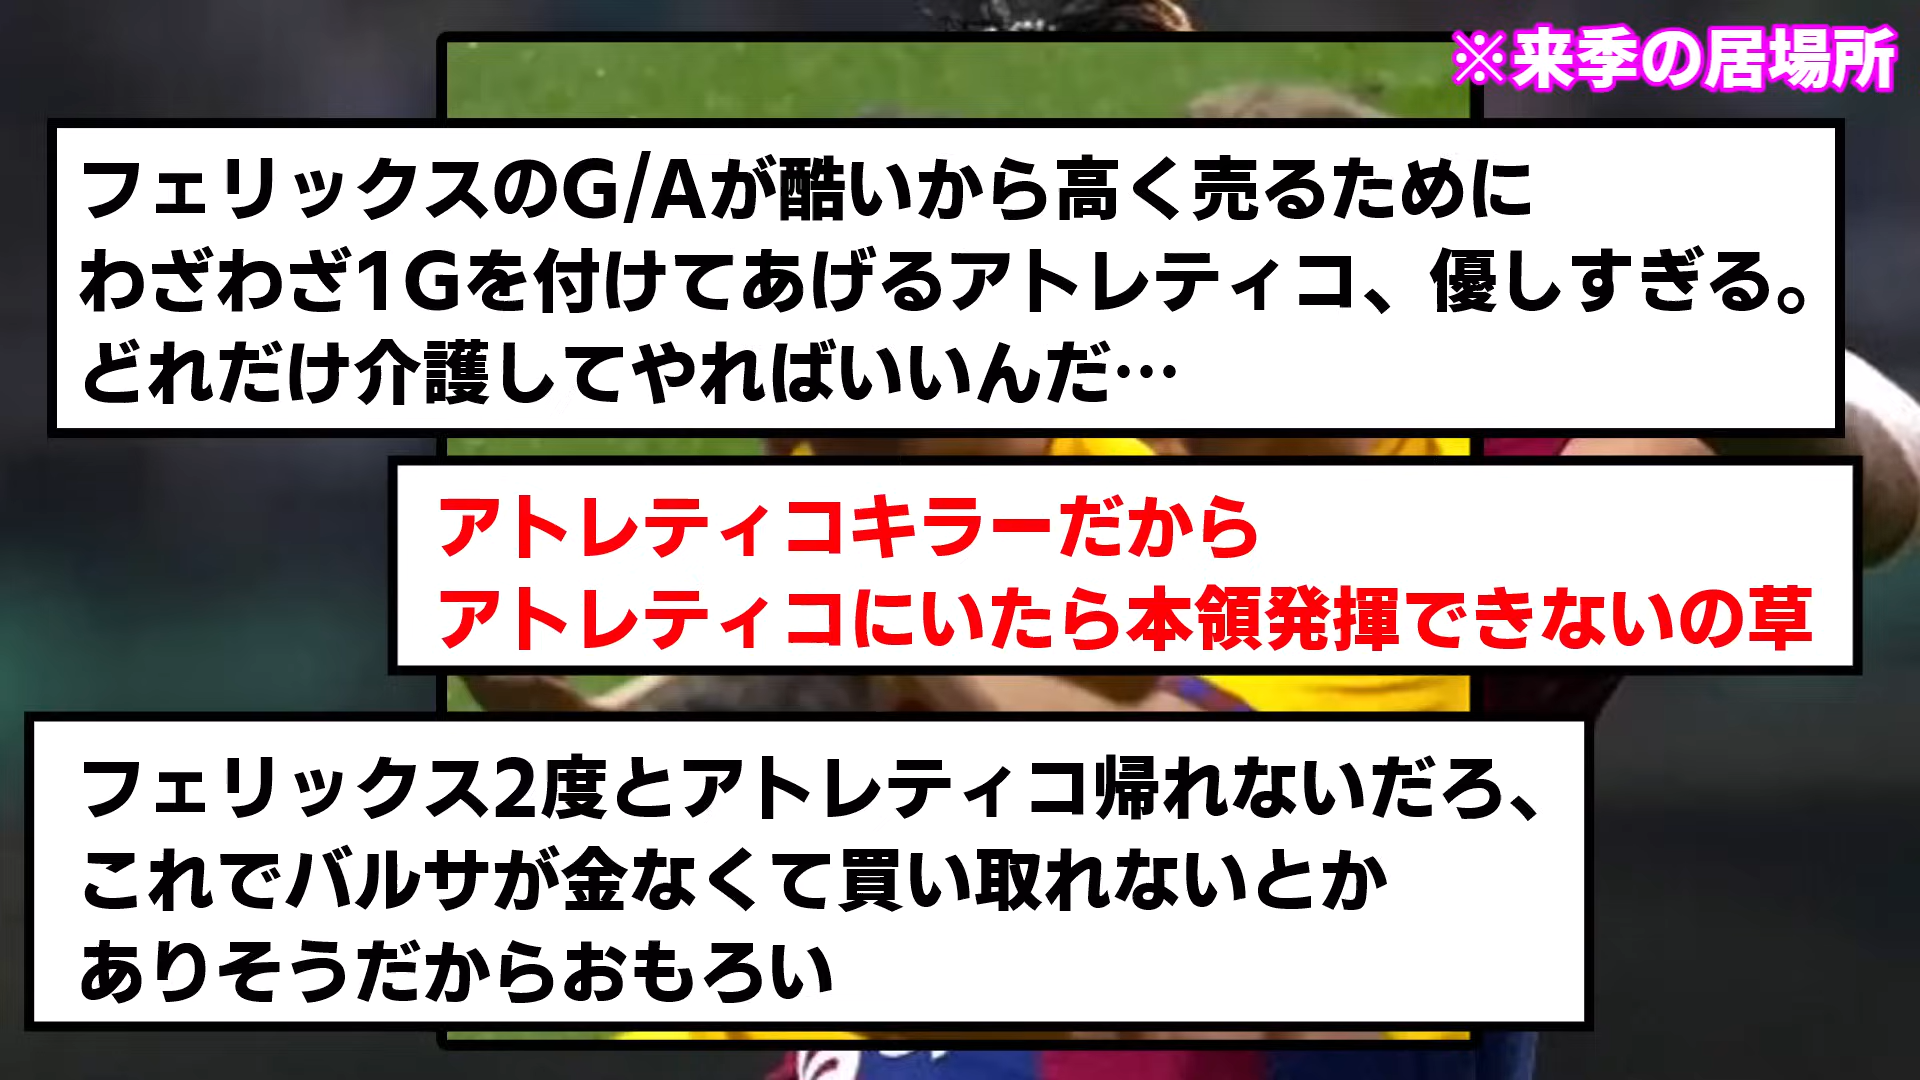 ※来季の居場所
フェリックスのG/Aが酷いから高く売るために
わざわざ1Gを付けてあげるアトレティコ、優しすぎる。
どれだけ介護してやればいいんだ…
アトレティコキラーだから
アトレティコにいたら本領発揮できないの草
フェリックス2度とアトレティコ帰れないだろ、
これでバルサが金なくて買い取れないとか
ありそうだからおもろい